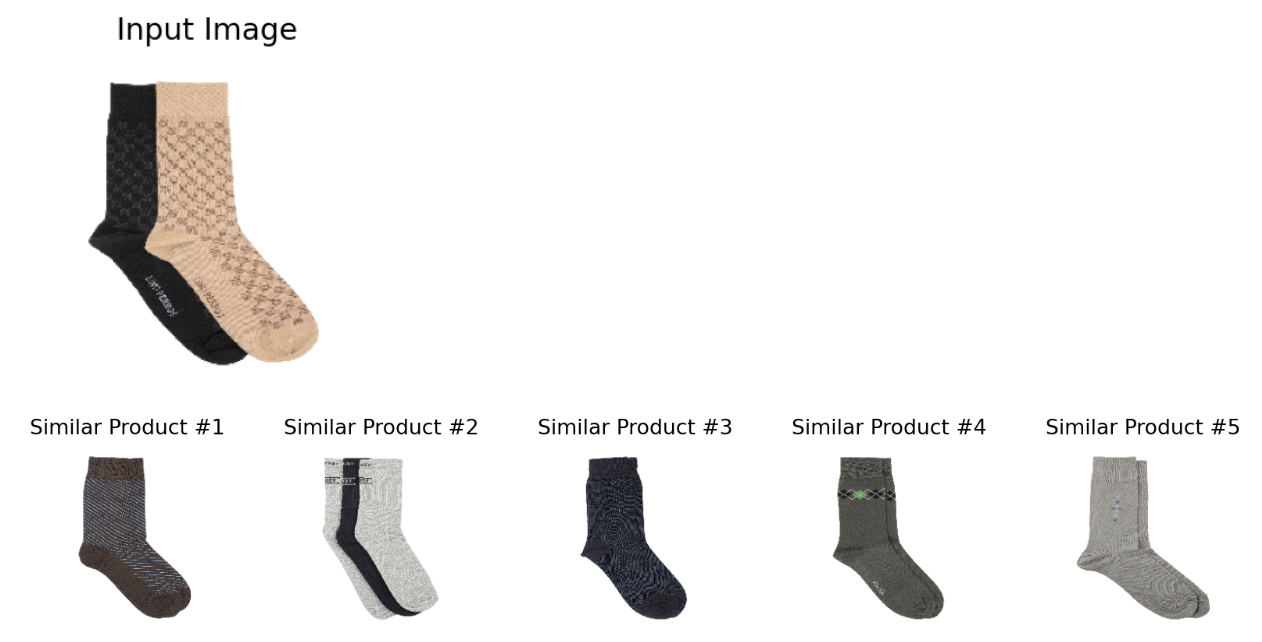 Input Image
Similar Product #1
Similar Product #2
Similar Product #3
Similar Product #4
Similar Product #5